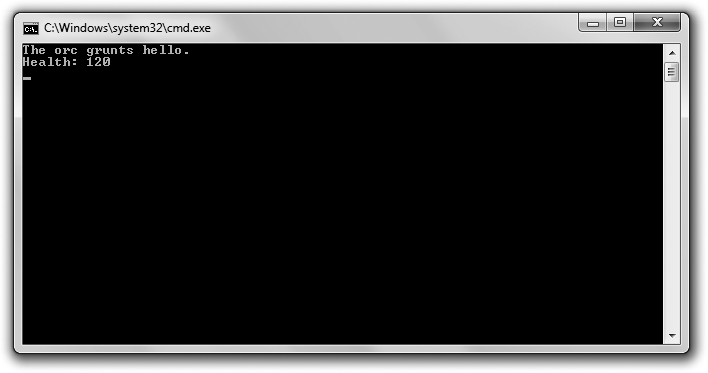 C:\Windows\system32\cmd.exe
The orc grunts hello.
Health: 120